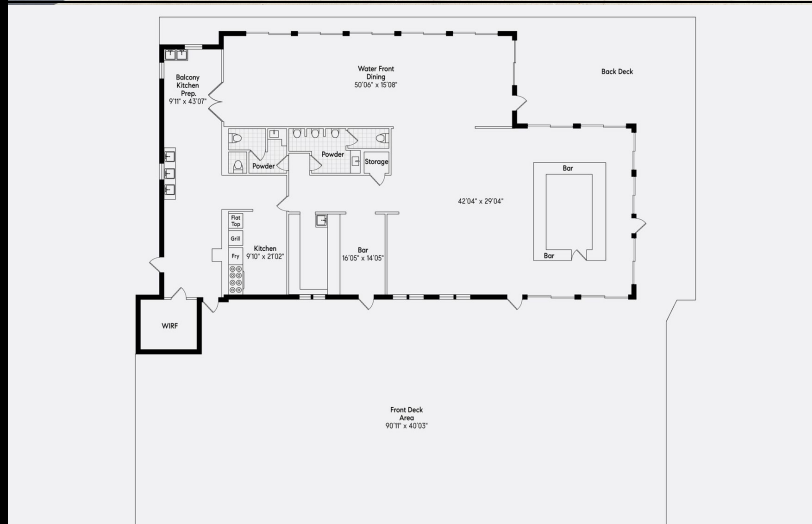 Water Front
Dining
50'06" x 15'08"
Back Deck
Balcony
Kitchen
Prep.
9'11" x 43'07"
Powder
Powder
Storage
Bar
42'04" x 29'04"
Flat
Top
Grill
Fry
Kitchen
9'10" x 21'02"
Bar
16'05" x 14'05"
Bar
WIRF
Front Deck
Area
90'11" x 40'03"